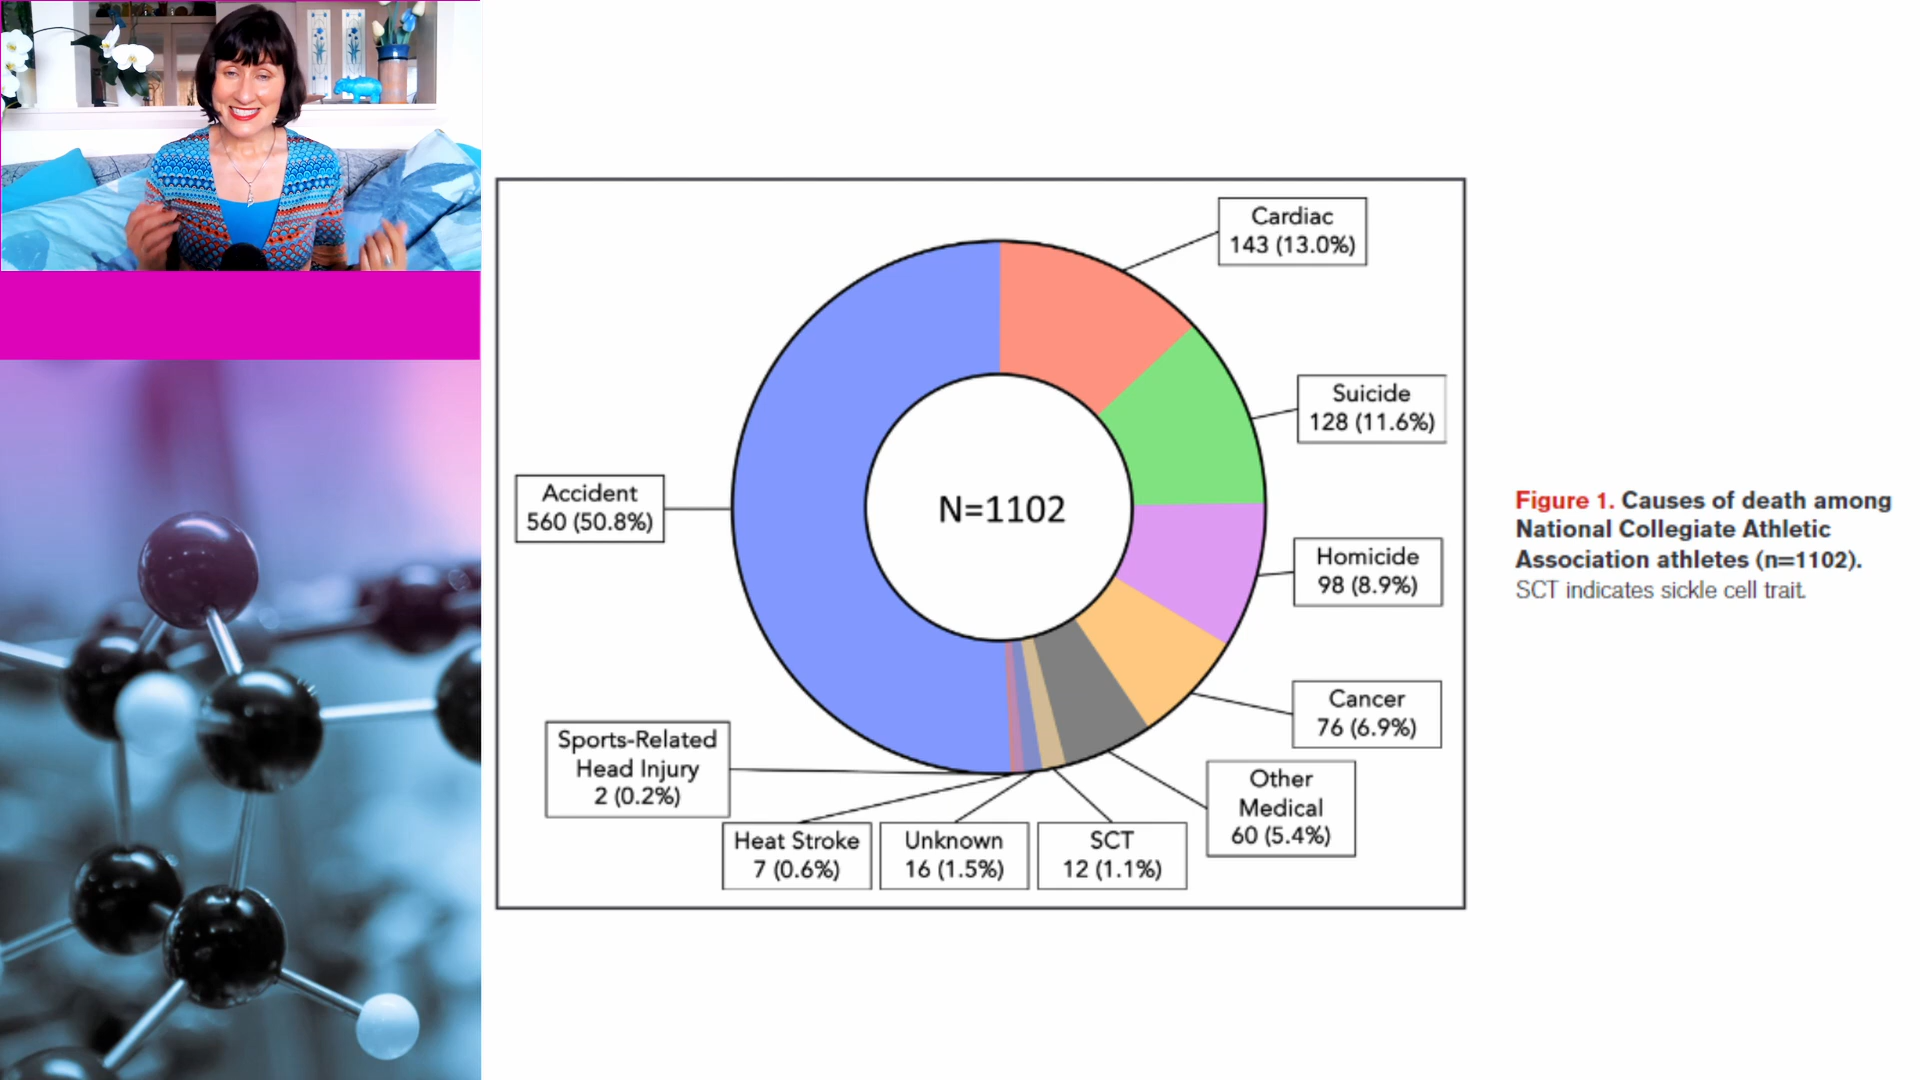 Cardiac
143 (13.0%)
Suicide
128 (11.6%)
Accident
560 (50.8%)
N=1102
Homicide
98 (8.9%)
Cancer
76 (6.9%)
Sports-Related
Head Injury
2 (0.2%)
Other
Medical
60 (5.4%)
Heat Stroke
7 (0.6%)
Unknown
16 (1.5%)
SCT
12 (1.1%)
Figure 1. Causes of death among
National Collegiate Athletic
Association athletes (n=1102).
SCT indicates sickle cell trait.